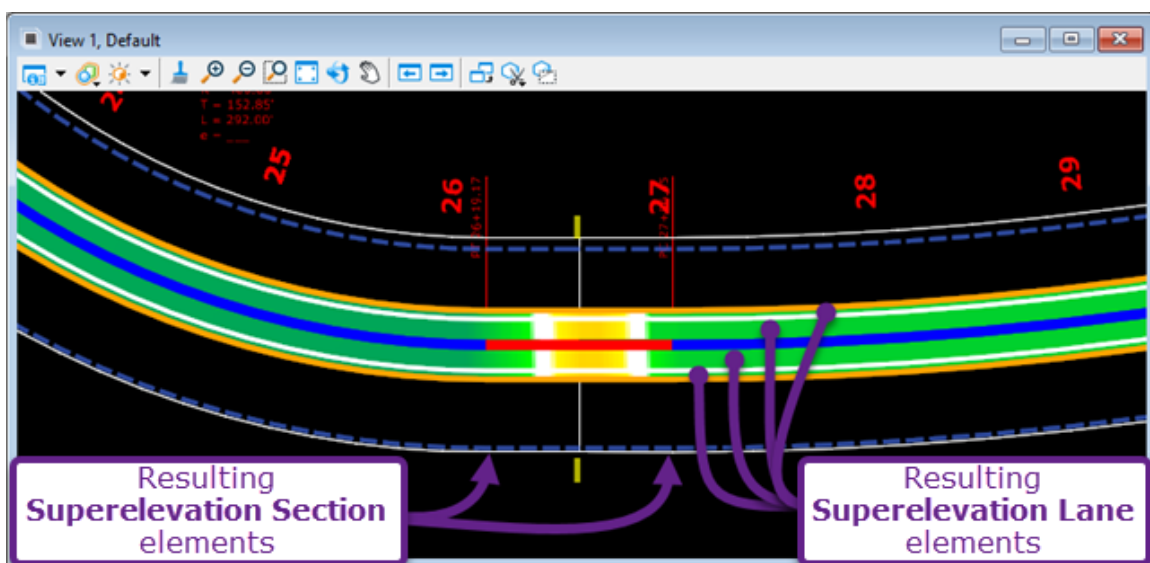 View 1, Default
T = 152.85'
L = 292.00'
e = ___
25
26
27
28
29
Resulting
Superelevation Section
elements
Resulting
Superelevation Lane
elements